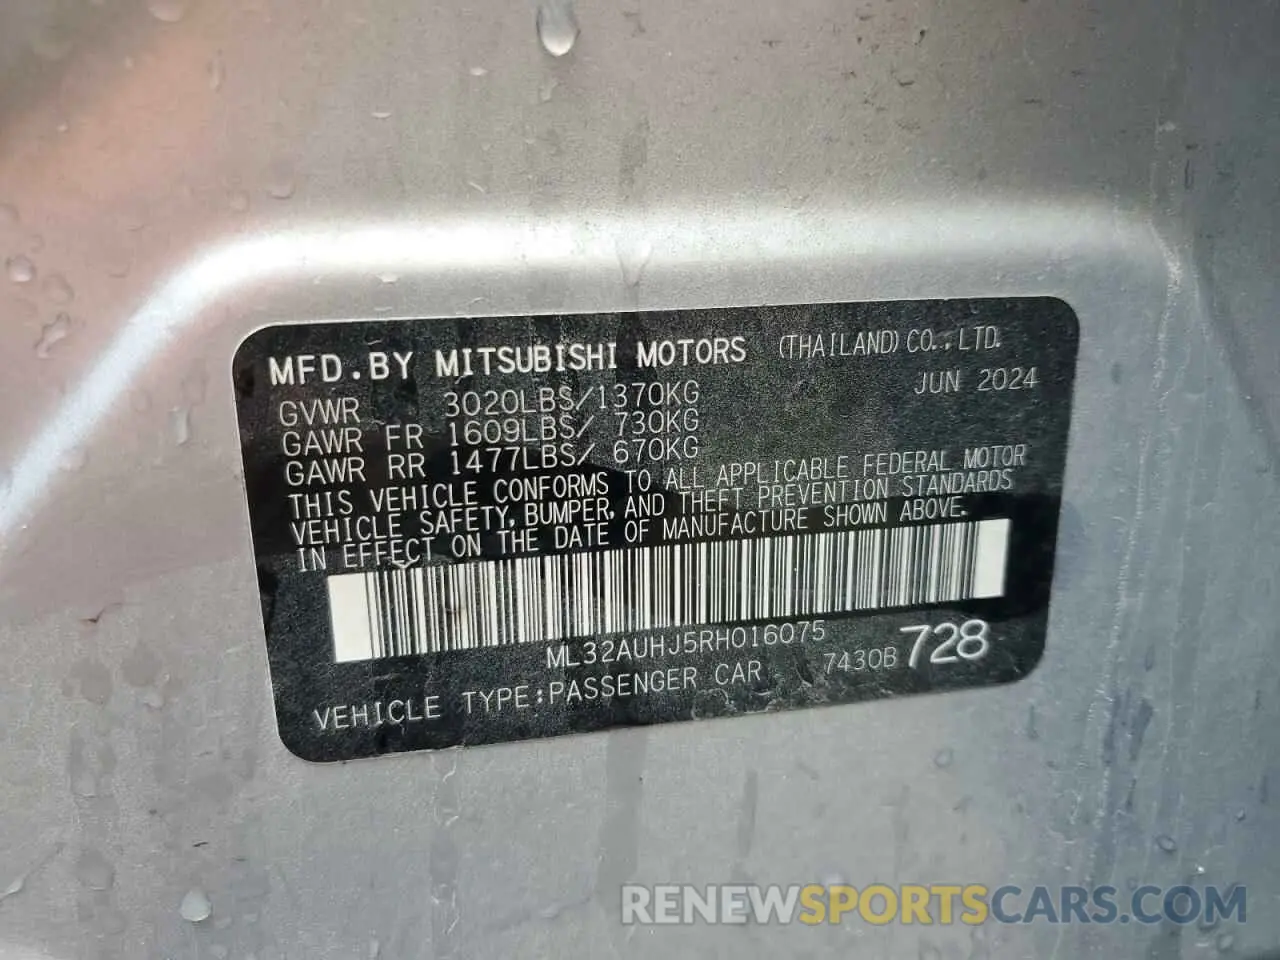 MFD.BY MITSUBISHI MOTORS (THAILAND) CO.,LTD.
GVWR 3020LBS/1370KG JUN 2024
GAWR FR 1609LBS/ 730KG
GAWR RR 1477LBS/ 670KG
THIS VEHICLE CONFORMS TO ALL APPLICABLE FEDERAL MOTOR
VEHICLE SAFETY, BUMPER, AND THEFT PREVENTION STANDARDS
IN EFFECT ON THE DATE OF MANUFACTURE SHOWN ABOVE.
ML32AUHJ5RH016075
VEHICLE TYPE:PASSENGER CAR 7430B 728
RENEWSPORTSCARS.COM